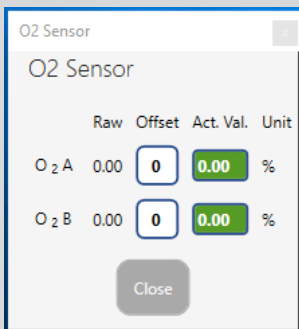 O2 Sensor
x
O2 Sensor
Raw Offset Act. Val. Unit
O 2 A 0.00 0 0.00 %
O 2 B 0.00 0 0.00 %
Close